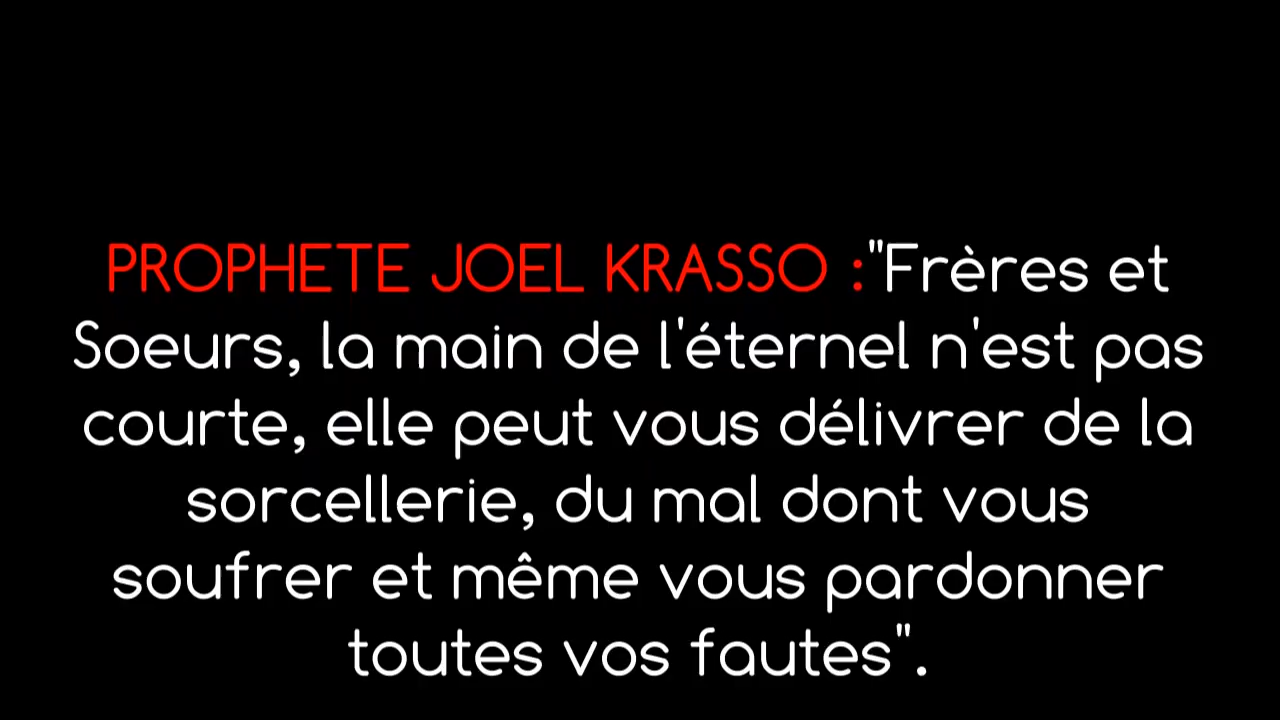 PROPHETE JOEL KRASSO :"Frères et
Soeurs, la main de l'éternel n'est pas
courte, elle peut vous délivrer de la
sorcellerie, du mal dont vous
soufrer et même vous pardonner
toutes vos fautes".